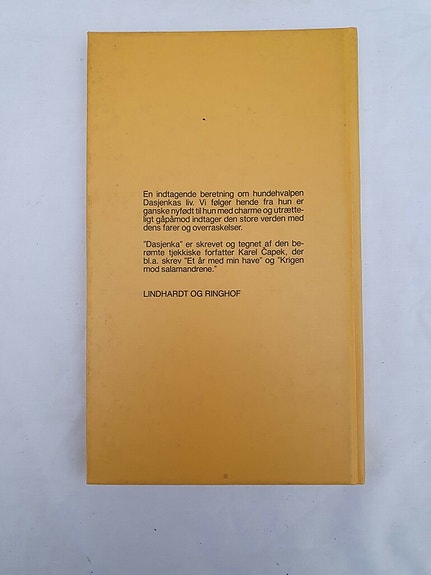 En indtagende beretning om hundehvalpen
Dasjenkas liv. Vi følger hende fra hun er
ganske nyfødt til hun med charme og utrætte-
ligt gåpåmod indtager den store verden med
dens farer og overraskelser.
"Dasjenka" er skrevet og tegnet af den be-
rømte tjekkiske forfatter Karel Čapek, der
bl.a. skrev "Et år med min have" og "Krigen
mod salamandrene."
LINDHARDT OG RINGHOF